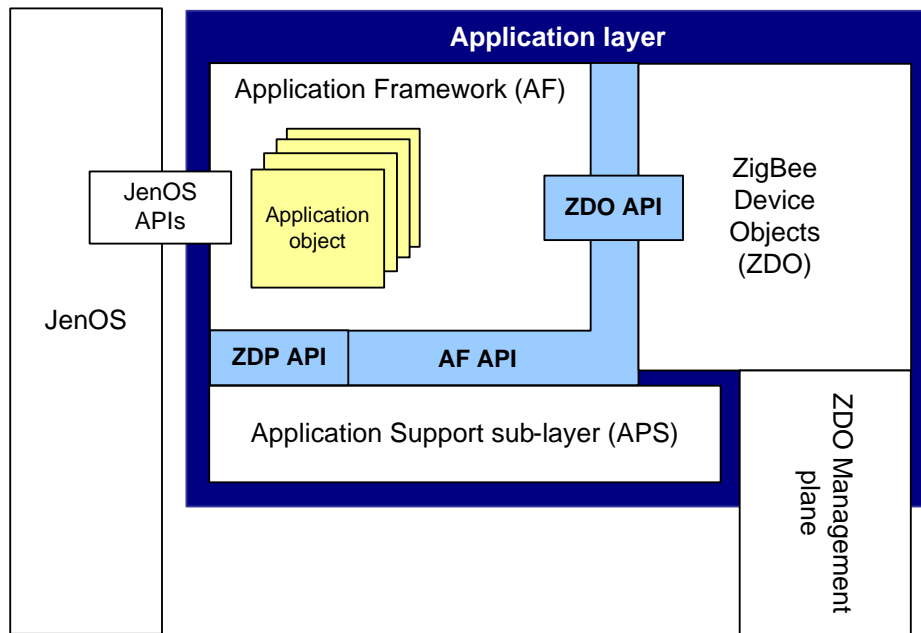 Application layer
Application Framework (AF)
JenOS
APIs
Application
object
ZDO API
ZigBee
Device
Objects
(ZDO)
JenOS
ZDP API
AF API
Application Support sub-layer (APS)
ZDO Management
plane